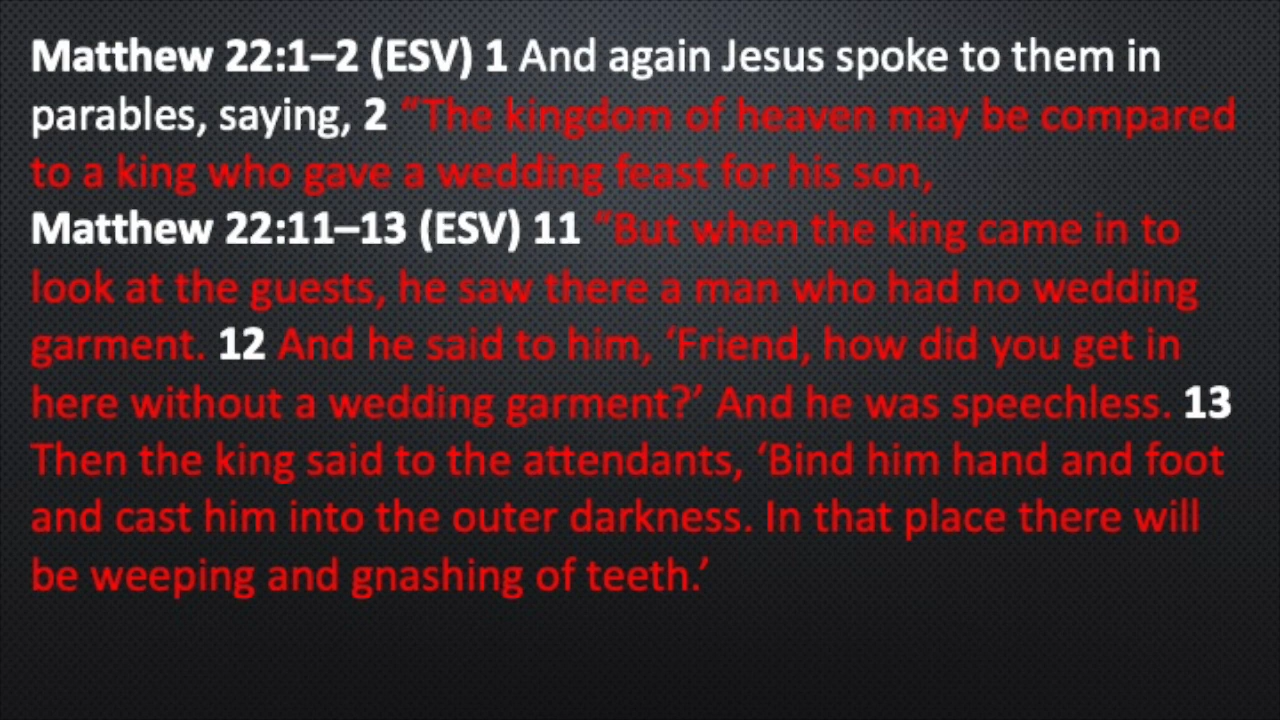 Matthew 22:1–2 (ESV) 1 And again Jesus spoke to them in
parables, saying, 2 “The kingdom of heaven may be compared
to a king who gave a wedding feast for his son,
Matthew 22:11–13 (ESV) 11 “But when the king came in to
look at the guests, he saw there a man who had no wedding
garment. 12 And he said to him, ‘Friend, how did you get in
here without a wedding garment?’ And he was speechless. 13
Then the king said to the attendants, ‘Bind him hand and foot
and cast him into the outer darkness. In that place there will
be weeping and gnashing of teeth.’